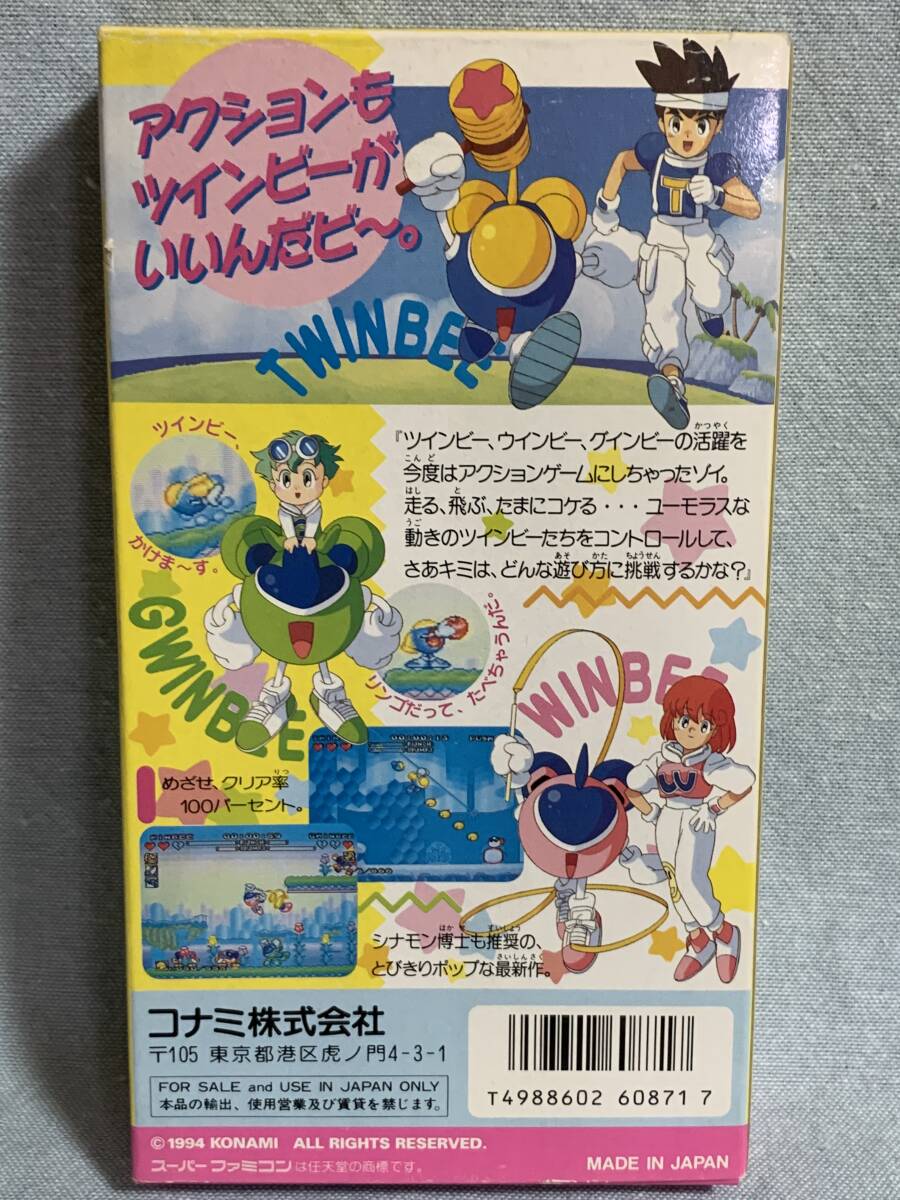 アクションも
ツインビーが
いいんだビ〜。
TWINBEE
ツインビー、
かけま〜す。
『ツインビー、ウインビー、グインビーの活躍を
今度はアクションゲームにしちゃったゾイ。
走る、飛ぶ、たまにコケる・・・ユーモラスな
動きのツインビーたちをコントロールして、
さあキミは、どんな遊び方に挑戦するかな?』
GWINBEE
リンゴだって、たべちゃうんだ。
WINBEE
めざせ、クリア率
100パーセント。
シナモン博士も推奨の、
とびきりポップな最新作。
コナミ株式会社
〒105 東京都港区虎ノ門4-3-1
FOR SALE and USE IN JAPAN ONLY
本品の輸出、使用営業及び賃貸を禁じます。
T4988602 60871 7
©1994 KONAMI ALL RIGHTS RESERVED.
スーパーファミコンは任天堂の商標です。
MADE IN JAPAN